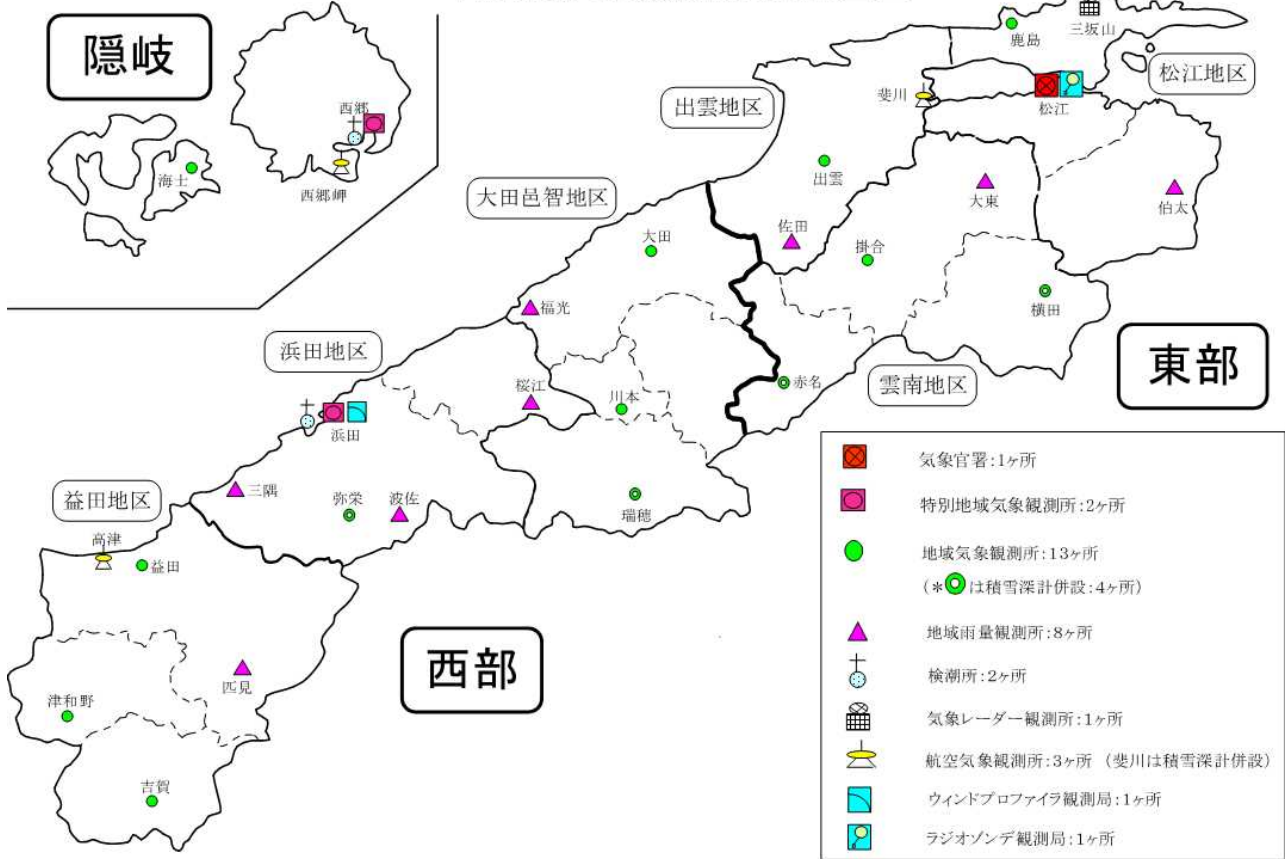 隠岐
西郷
海士
西郷岬
鹿島
三坂山
松江地区
出雲地区
斐川
松江
出雲
大東
伯太
大田邑智地区
大田
佐田
掛合
横田
福光
東部
浜田地区
桜江
川本
赤名
雲南地区
浜田
三隅
弥栄
波佐
瑞穂
益田地区
高津
益田
西部
匹見
津和野
吉賀
気象官署:1ヶ所
特別地域気象観測所:2ヶ所
地域気象観測所:13ヶ所
(*◎は積雪深計併設:4ヶ所)
地域雨量観測所:8ヶ所
検潮所:2ヶ所
気象レーダー観測所:1ヶ所
航空気象観測所:3ヶ所 (斐川は積雪深計併設)
ウィンドプロファイラ観測局:1ヶ所
ラジオゾンデ観測局:1ヶ所